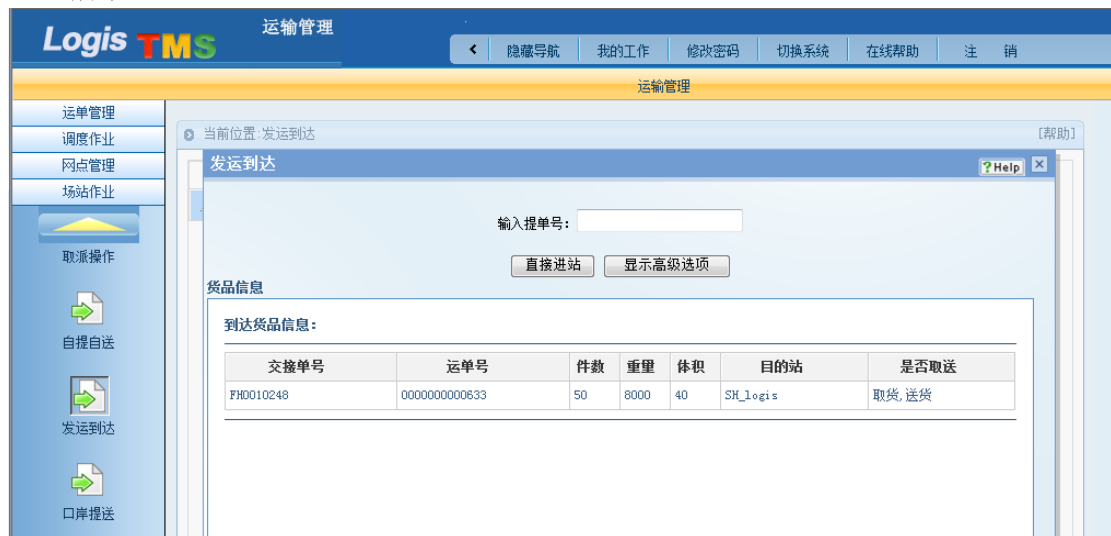 Logis TMS
运输管理
隐藏导航 我的工作 修改密码 切换系统 在线帮助 注 销
运输管理
运单管理
调度作业
网点管理
场站作业
取派操作
自提自送
发运到达
口岸提送
当前位置:发运到达 [帮助]
发运到达 ?Help
输入提单号:
直接进站 显示高级选项
货品信息
到达货品信息:
交接单号 运单号 件数 重量 体积 目的站 是否取送
FH0010248 0000000000633 50 8000 40 SH_logis 取货,送货